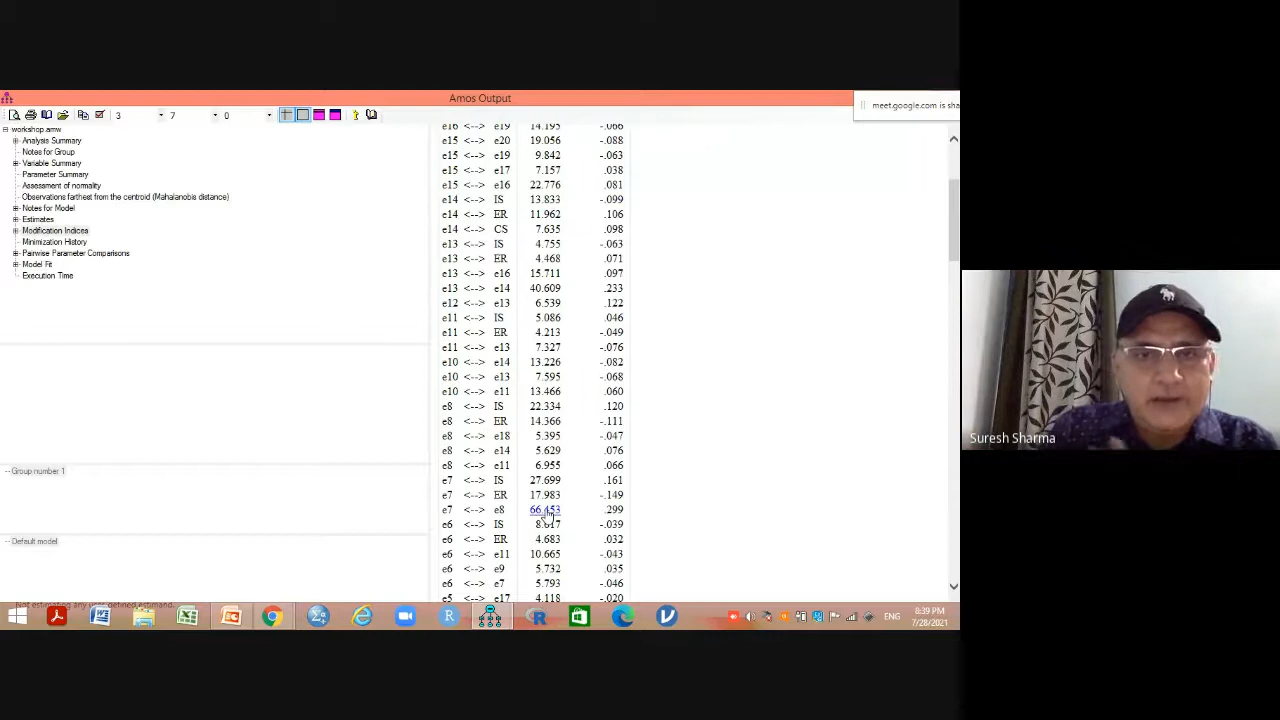 Amos Output
meet.google.com is sha
3 7 0
workshop.amw
Analysis Summary
Notes for Group
Variable Summary
Parameter Summary
Assessment of normality
Observations farthest from the centroid (Mahalanobis distance)
Notes for Model
Estimates
Modification Indices
Minimization History
Pairwise Parameter Comparisons
Model Fit
Execution Time
Group number 1
Default model
Not estimating any user-defined estimand.
e16 <--> e19 14.195 -.066
e15 <--> e20 19.056 -.088
e15 <--> e19 9.842 -.063
e15 <--> e17 7.157 .038
e15 <--> e16 22.776 .081
e14 <--> IS 13.833 -.099
e14 <--> ER 11.962 .106
e14 <--> CS 7.635 .098
e13 <--> IS 4.755 -.063
e13 <--> ER 4.468 .071
e13 <--> e16 15.711 .097
e13 <--> e14 40.609 .233
e12 <--> e13 6.539 .122
e11 <--> IS 5.086 .046
e11 <--> ER 4.213 -.049
e11 <--> e13 7.327 -.076
e10 <--> e14 13.226 -.082
e10 <--> e13 7.595 -.068
e10 <--> e11 13.466 .060
e8 <--> IS 22.334 .120
e8 <--> ER 14.366 -.111
e8 <--> e18 5.395 -.047
e8 <--> e14 5.629 .076
e8 <--> e11 6.955 .066
e7 <--> IS 27.699 .161
e7 <--> ER 17.983 -.149
e7 <--> e8 66.453 .299
e6 <--> IS 8.617 -.039
e6 <--> ER 4.683 .032
e6 <--> e11 10.665 -.043
e6 <--> e9 5.732 .035
e6 <--> e7 5.793 -.046
e5 <--> e17 4.118 -.020
Suresh Sharma
ENG
8:39 PM
7/28/2021